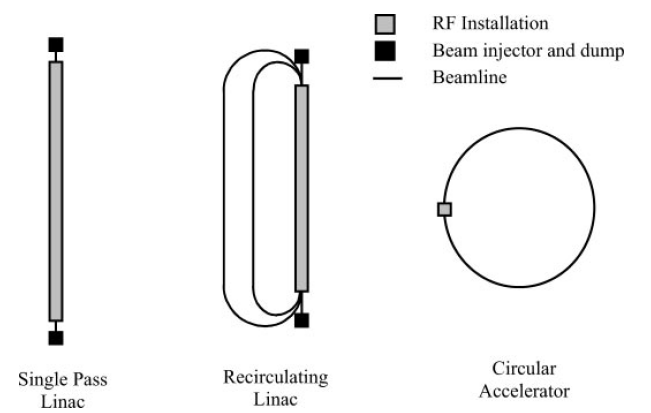 RF Installation
Beam injector and dump
Beamline
Single Pass
Linac
Recirculating
Linac
Circular
Accelerator